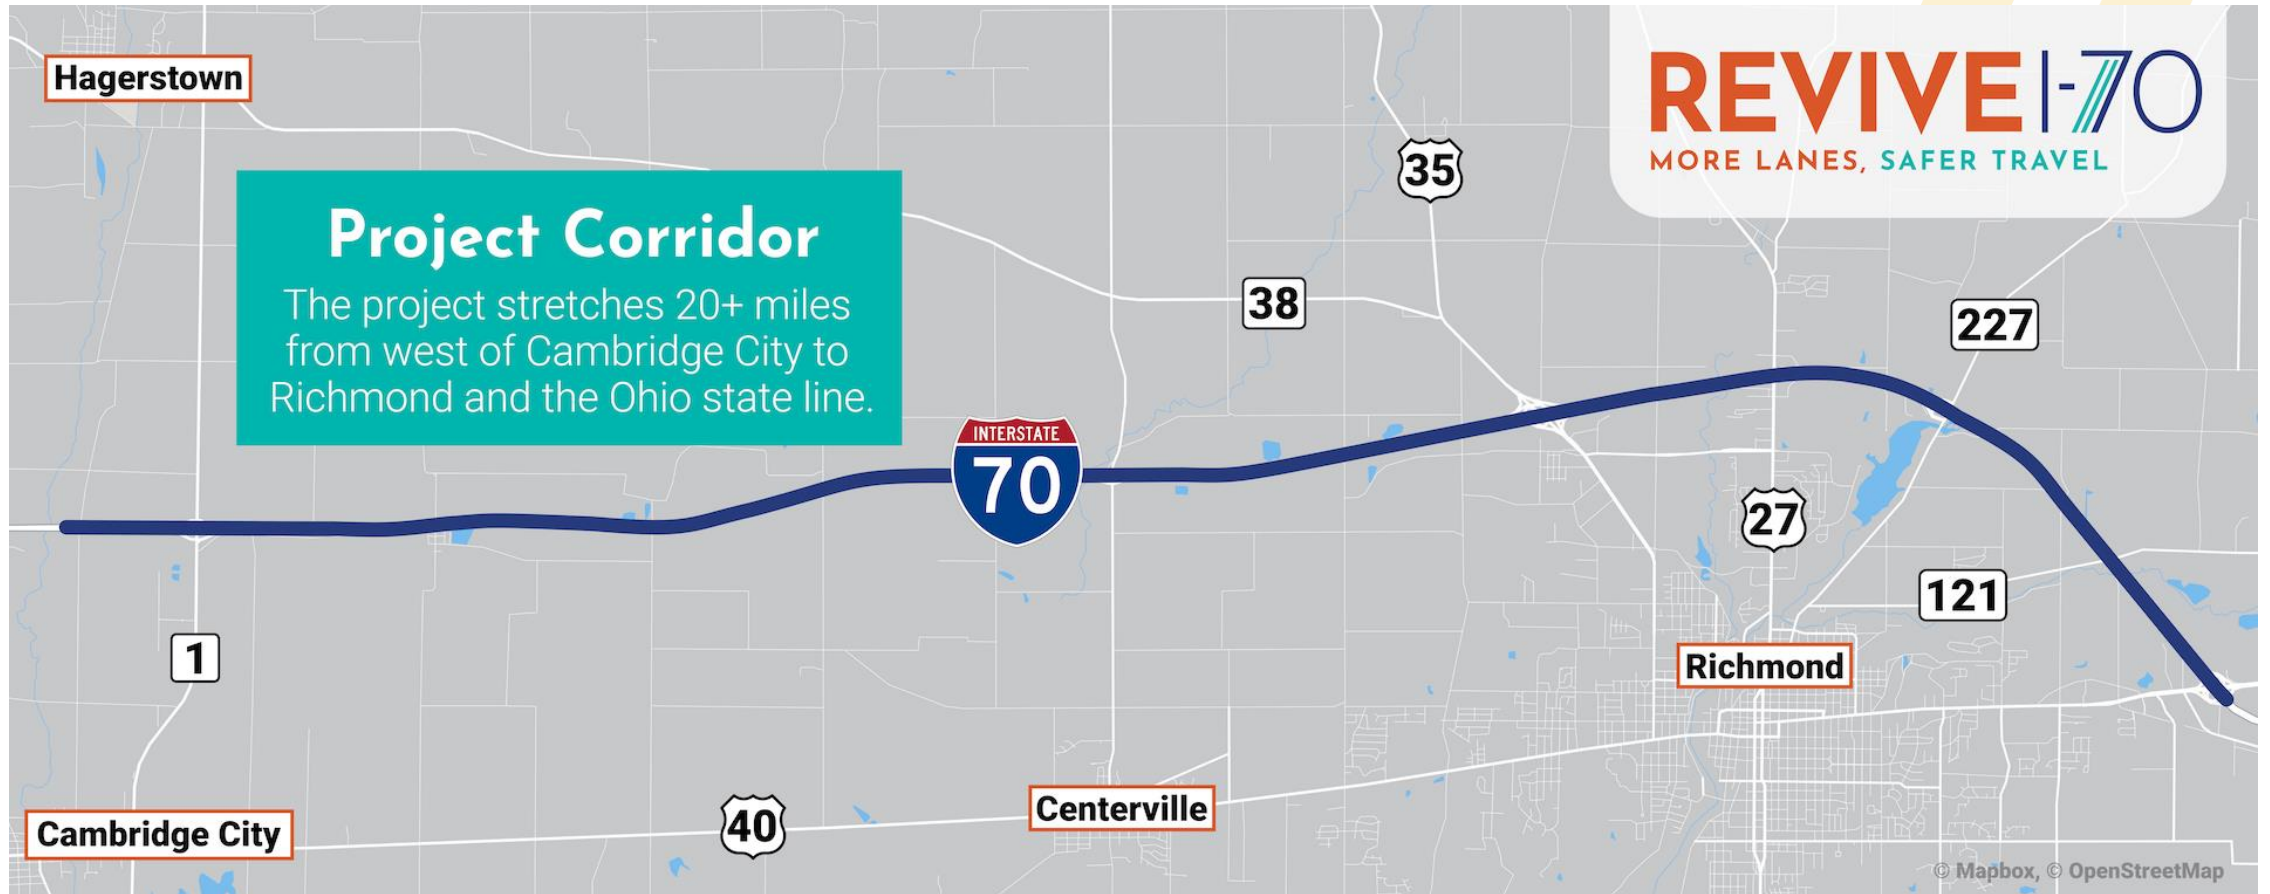 Hagerstown
REVIVE I-70
MORE LANES, SAFER TRAVEL
35
Project Corridor
The project stretches 20+ miles
from west of Cambridge City to
Richmond and the Ohio state line.
38
227
INTERSTATE
70
27
121
1
Richmond
Centerville
40
Cambridge City
© Mapbox, © OpenStreetMap